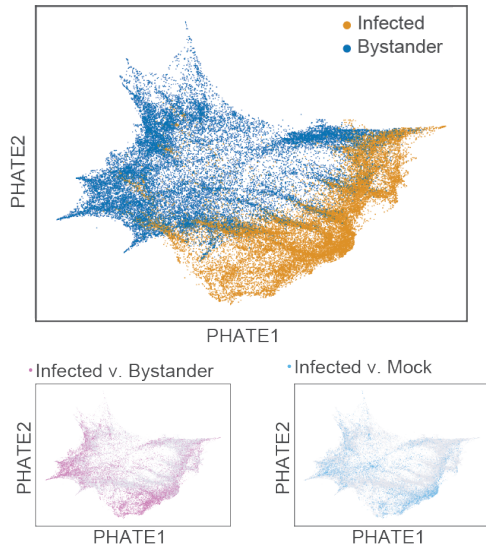 Infected
Bystander
PHATE2
PHATE1
Infected v. Bystander
Infected v. Mock
PHATE2
PHATE2
PHATE1
PHATE1